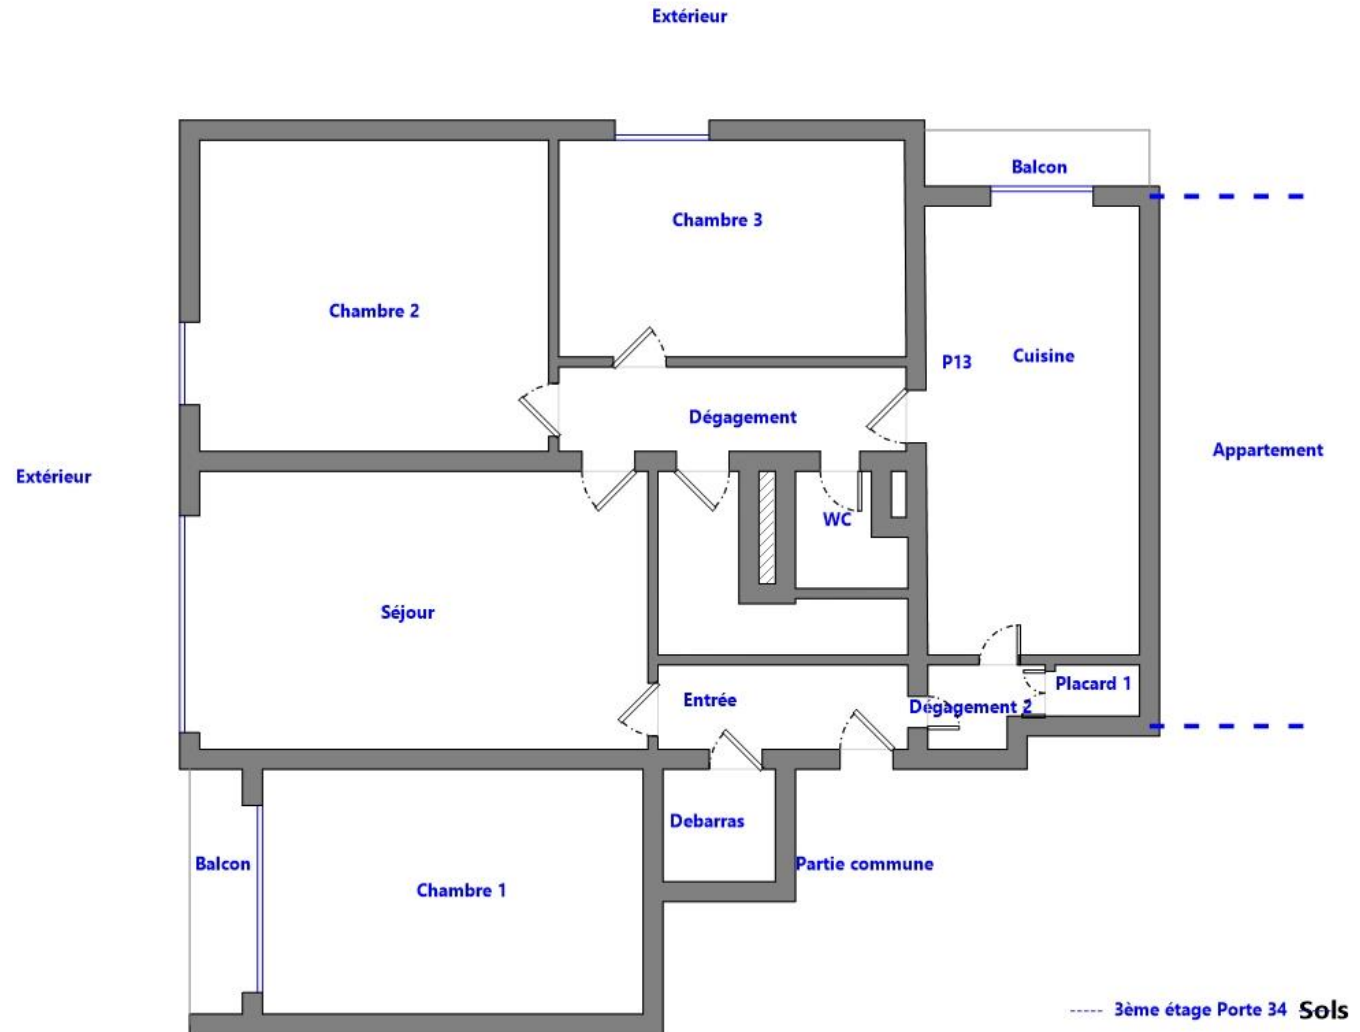 Extérieur
Balcon
Chambre 3
Chambre 2
P13
Cuisine
Dégagement
Appartement
Extérieur
WC
Séjour
Placard 1
Entrée
Dégagement 2
Debarras
Balcon
Partie commune
Chambre 1
3ème étage Porte 34 Sols